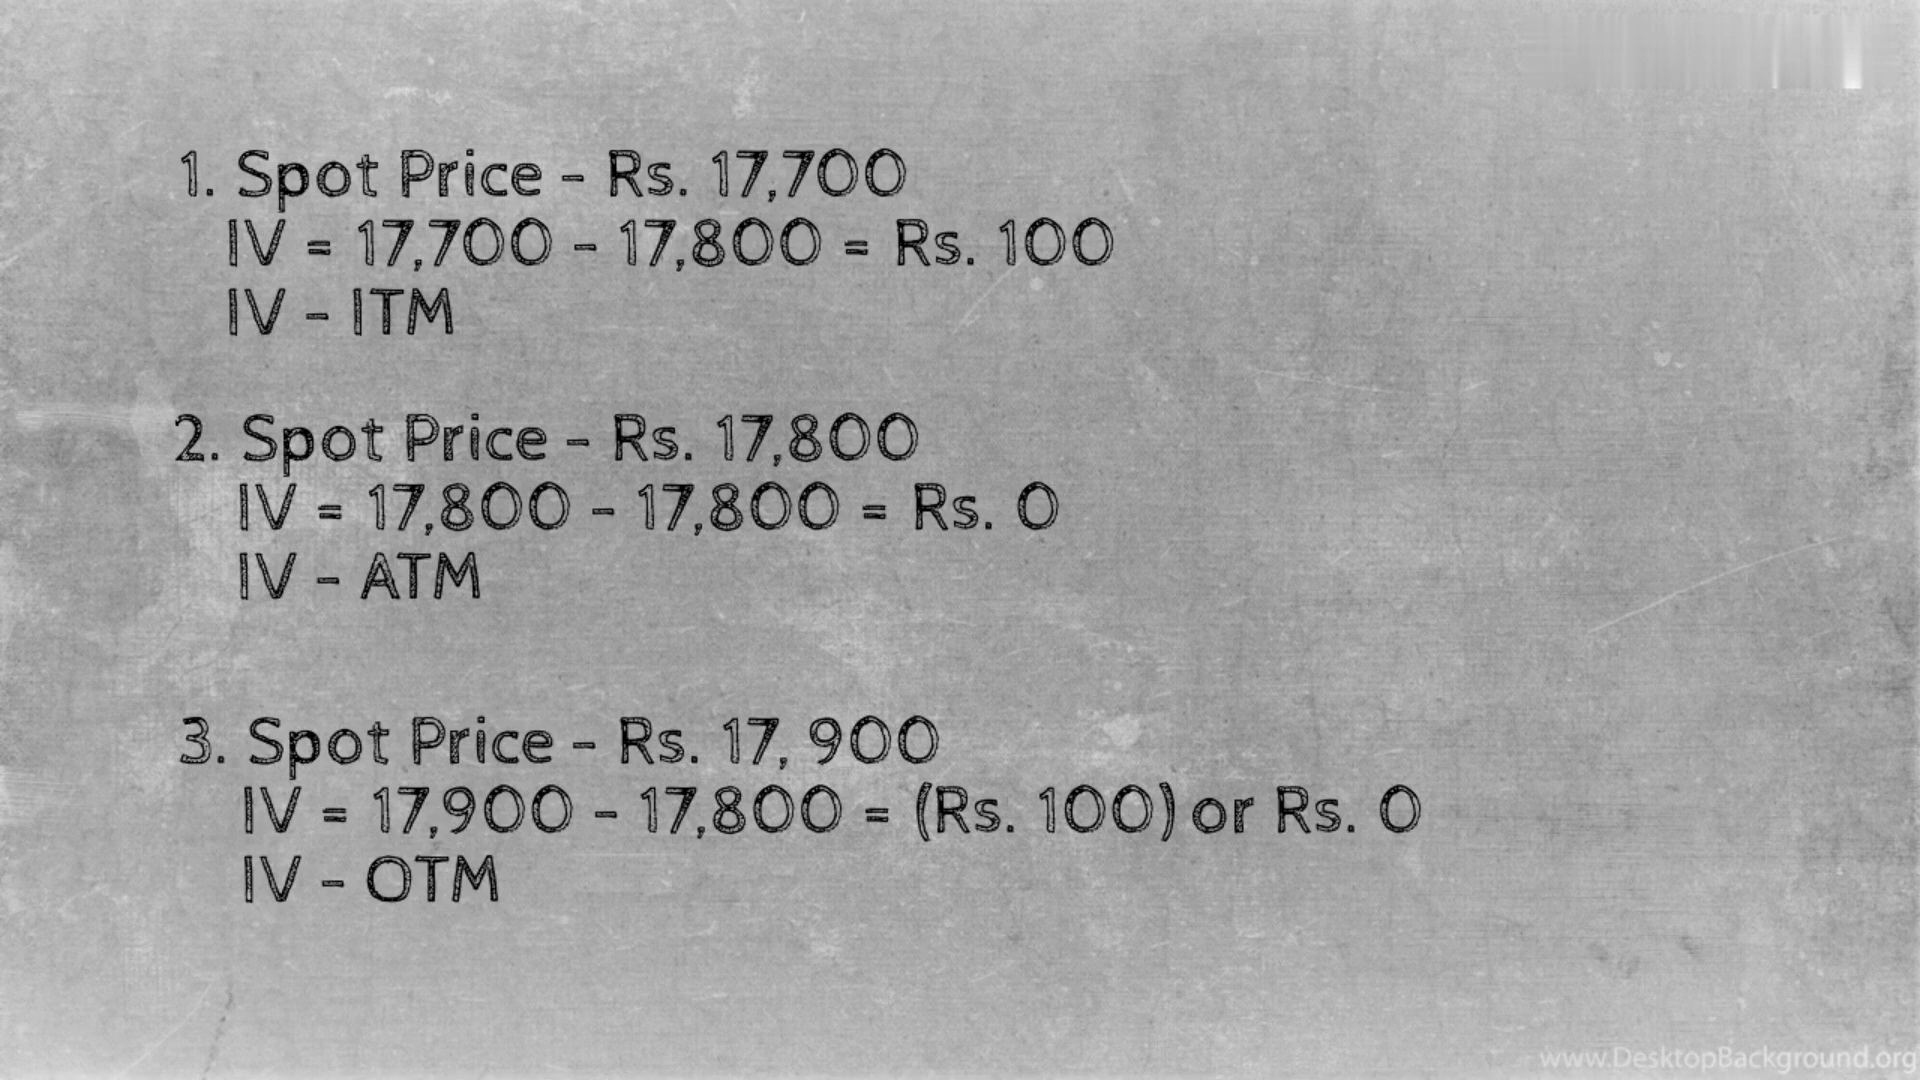 1. Spot Price - Rs. 17,700
IV = 17,700 - 17,800 = Rs. 100
IV - ITM
2. Spot Price - Rs. 17,800
IV = 17,800 - 17,800 = Rs. 0
IV - ATM
3. Spot Price - Rs. 17, 900
IV = 17,900 - 17,800 = (Rs. 100) or Rs. 0
IV - OTM
www.DesktopBackground.org